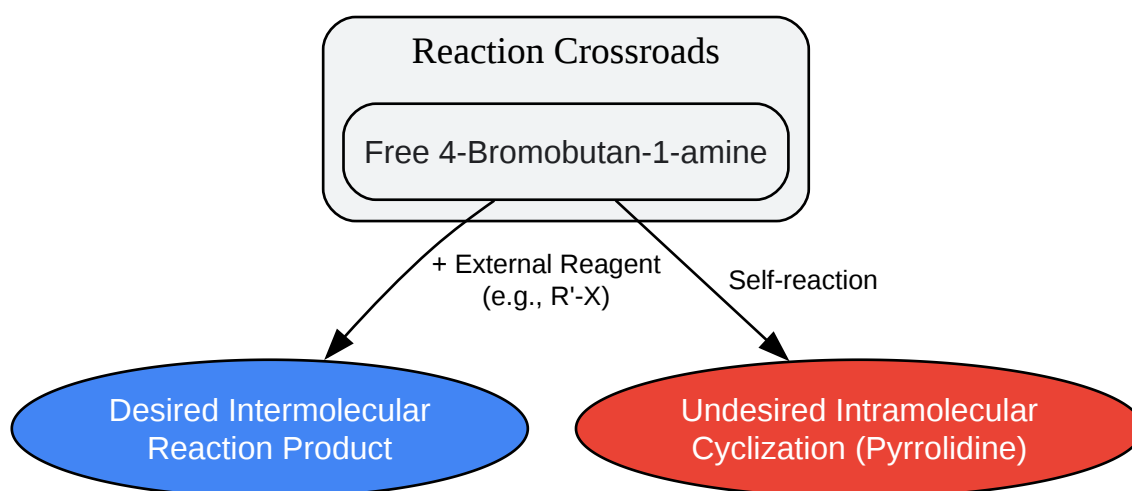 Reaction Crossroads
Free 4-Bromobutan-1-amine
+ External Reagent
(e.g., R'-X)
Self-reaction
Desired Intermolecular
Reaction Product
Undesired Intramolecular
Cyclization (Pyrrolidine)